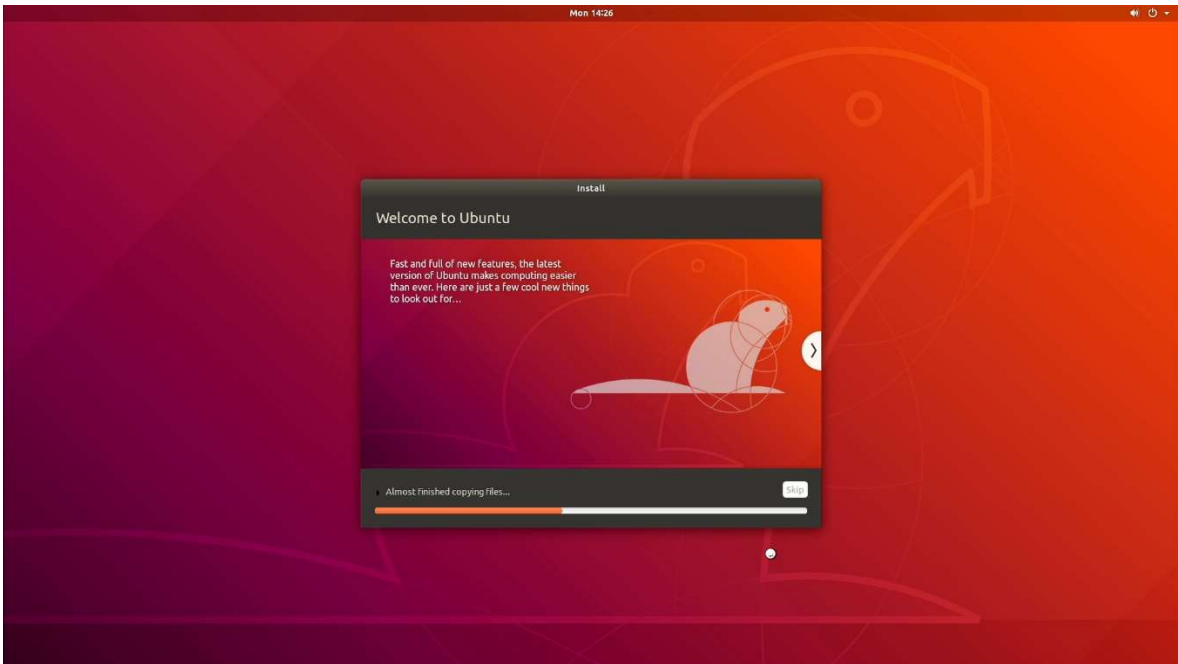 Mon 14:26
Install
Welcome to Ubuntu
Fast and full of new features, the latest
version of Ubuntu makes computing easier
than ever. Here are just a few cool new things
to look out for...
Almost finished copying files...
Skip